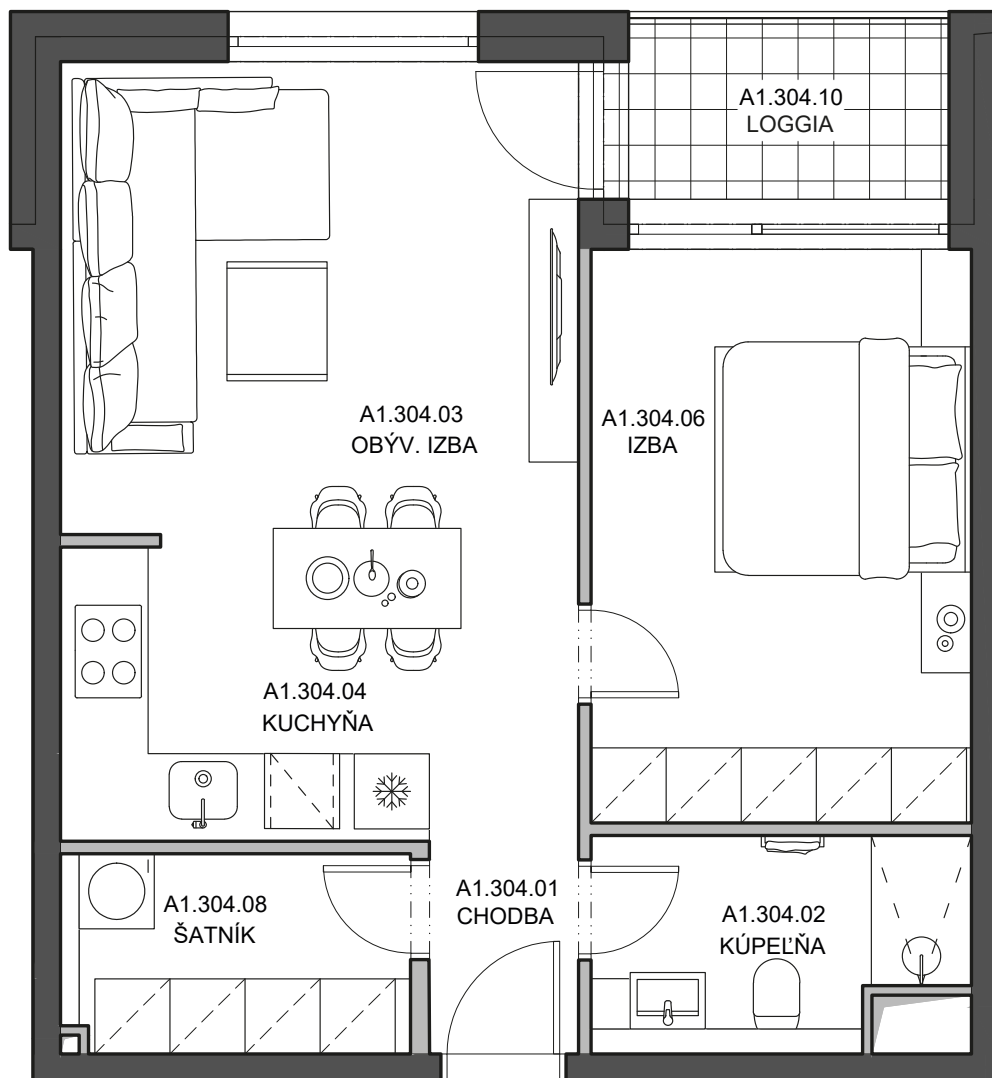 A1.304.10
LOGGIA
A1.304.03
OBÝV. IZBA
A1.304.06
IZBA
A1.304.04
KUCHYŇA
A1.304.08
ŠATNÍK
A1.304.01
CHODBA
A1.304.02
KÚPEĽŇA